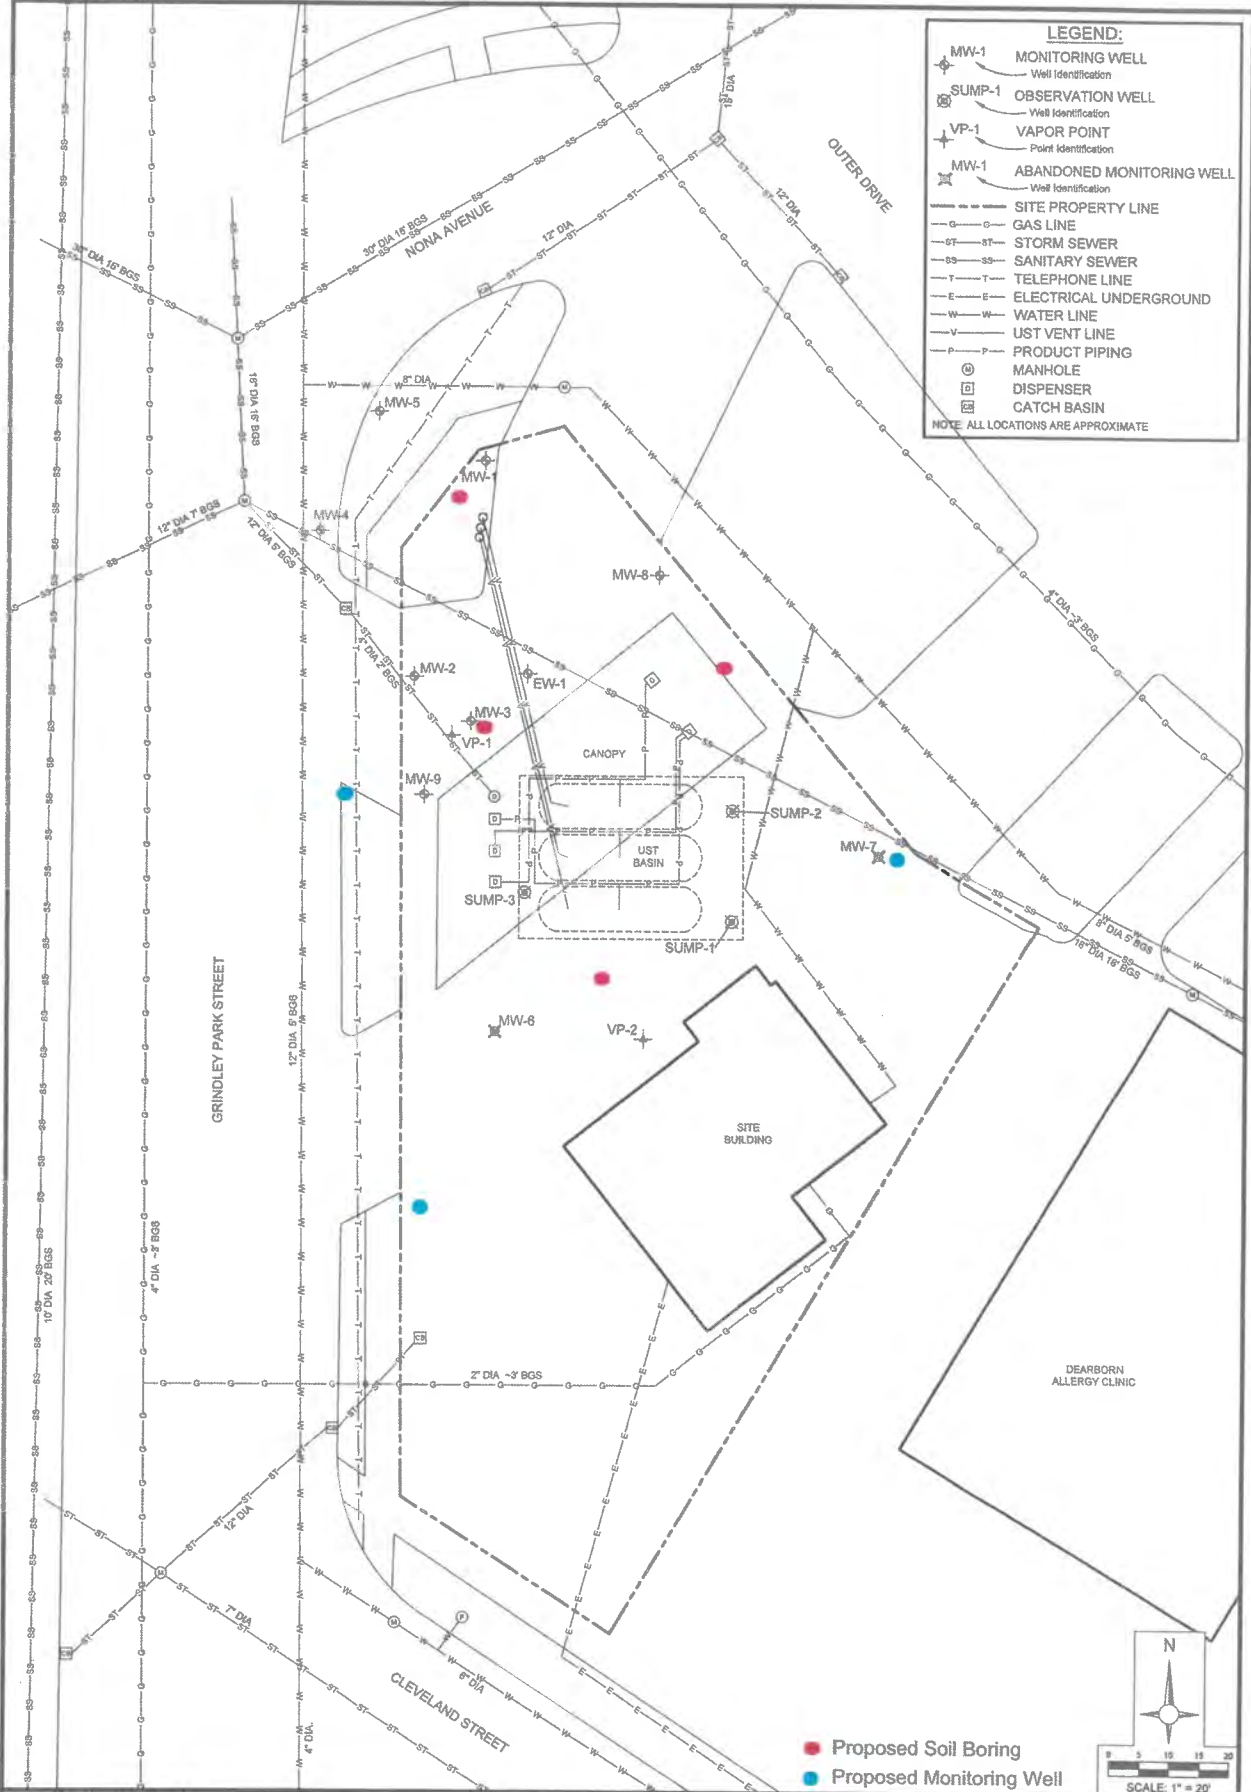 LEGEND:
MW-1 MONITORING WELL
Well Identification
SUMP-1 OBSERVATION WELL
Well Identification
VP-1 VAPOR POINT
Point Identification
MW-1 ABANDONED MONITORING WELL
Well Identification
SITE PROPERTY LINE
G G GAS LINE
ST ST STORM SEWER
SS SS SANITARY SEWER
T T TELEPHONE LINE
E E ELECTRICAL UNDERGROUND
W W WATER LINE
V UST VENT LINE
P P PRODUCT PIPING
M MANHOLE
D DISPENSER
CB CATCH BASIN
NOTE: ALL LOCATIONS ARE APPROXIMATE
OUTER DRIVE
12" DIA
12" DIA
30" DIA 15' BGS
NONA AVENUE
8" DIA
MW-5
MW-1
MW-4
12" DIA 7' BGS
12" DIA 5' BGS
MW-8
4" DIA ~3' BGS
MW-2
EW-1
MW-3
VP-1
CANOPY
MW-9
SUMP-2
UST
BASIN
MW-7
SUMP-3
SUMP-1
8" DIA 5' BGS
18" DIA 18' BGS
GRINDLEY PARK STREET
MW-6
VP-2
SITE
BUILDING
10" DIA 20' BGS
4" DIA ~3' BGS
2" DIA ~3' BGS
DEARBORN
ALLERGY CLINIC
12" DIA
7" DIA
6" DIA
CLEVELAND STREET
4" DIA.
N
Proposed Soil Boring
Proposed Monitoring Well
0 5 10 15 20
SCALE: 1" = 20'